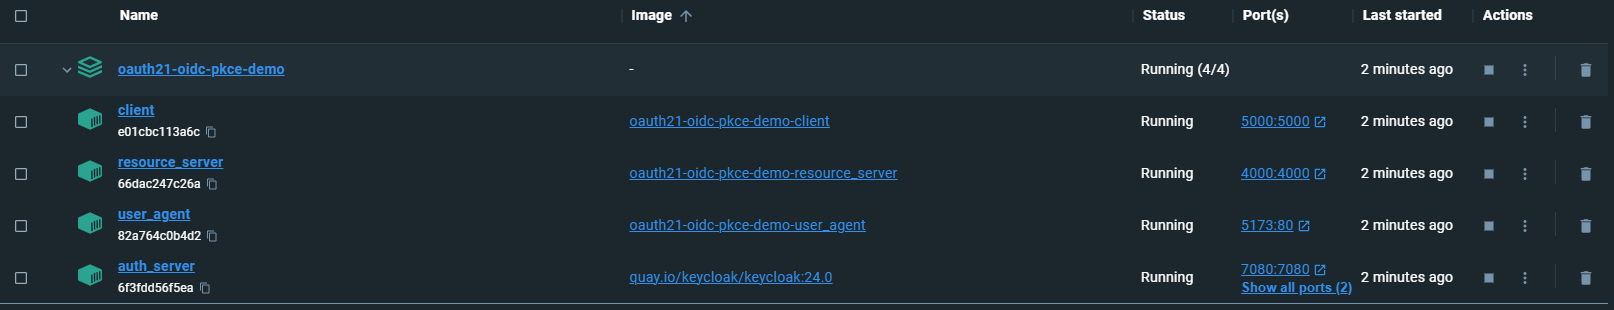 Name Image Status Port(s) Last started Actions
oauth21-oidc-pkce-demo - Running (4/4) 2 minutes ago
client
e01cbc113a6c oauth21-oidc-pkce-demo-client Running 5000:5000 2 minutes ago
resource_server
66dac247c26a oauth21-oidc-pkce-demo-resource_server Running 4000:4000 2 minutes ago
user_agent
82a764c0b4d2 oauth21-oidc-pkce-demo-user_agent Running 5173:80 2 minutes ago
auth_server
6f3fdd56f5ea quay.io/keycloak/keycloak:24.0 Running 7080:7080 2 minutes ago
Show all ports (2)